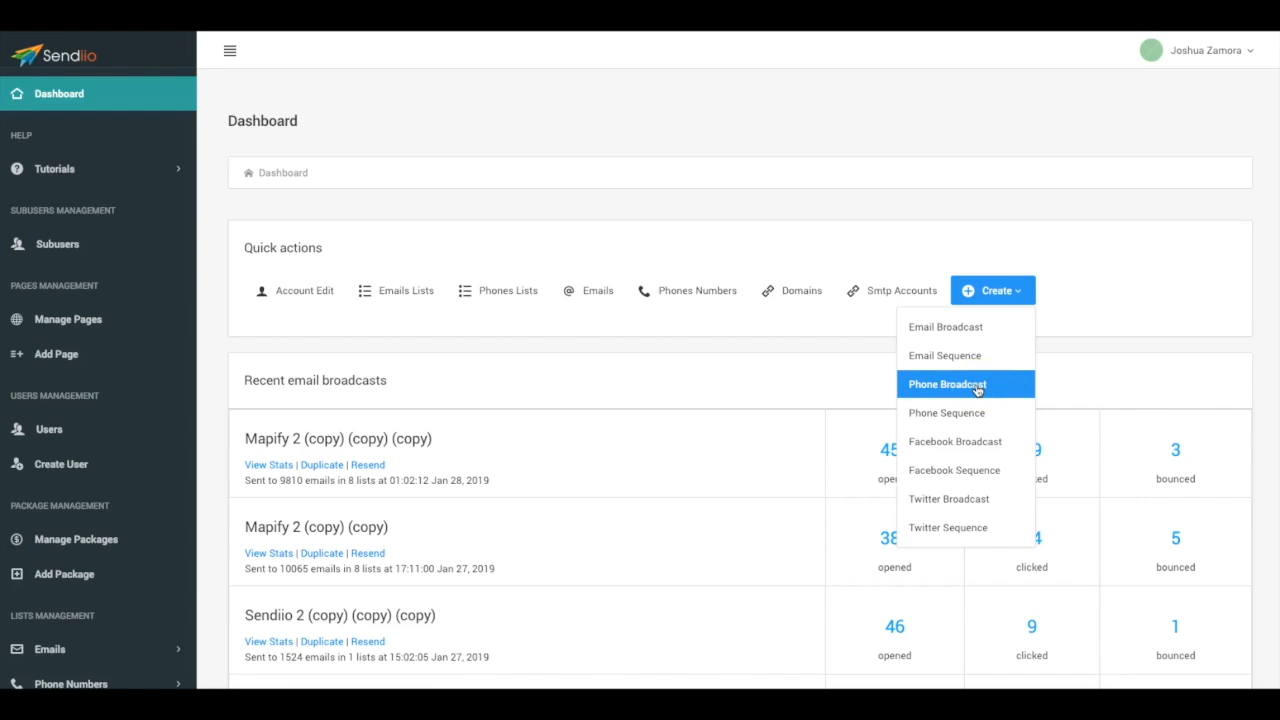 Sendiio
Joshua Zamora
Dashboard
HELP
Tutorials
SUBUSERS MANAGEMENT
Subusers
PAGES MANAGEMENT
Manage Pages
Add Page
USERS MANAGEMENT
Users
Create User
PACKAGE MANAGEMENT
Manage Packages
Add Package
LISTS MANAGEMENT
Emails
Phone Numbers
Dashboard
Dashboard
Quick actions
Account Edit Emails Lists Phones Lists @ Emails Phones Numbers Domains Smtp Accounts Create
Email Broadcast
Email Sequence
Phone Broadcast
Phone Sequence
Facebook Broadcast
Facebook Sequence
Twitter Broadcast
Twitter Sequence
Recent email broadcasts
Mapify 2 (copy) (copy) (copy)
View Stats | Duplicate | Resend
Sent to 9810 emails in 8 lists at 01:02:12 Jan 28, 2019
3
bounced
Mapify 2 (copy) (copy)
View Stats | Duplicate | Resend
Sent to 10065 emails in 8 lists at 17:11:00 Jan 27, 2019
opened
clicked
5
bounced
Sendiio 2 (copy) (copy) (copy)
View Stats | Duplicate | Resend
Sent to 1524 emails in 1 lists at 15:02:05 Jan 27, 2019
46
opened
9
clicked
1
bounced